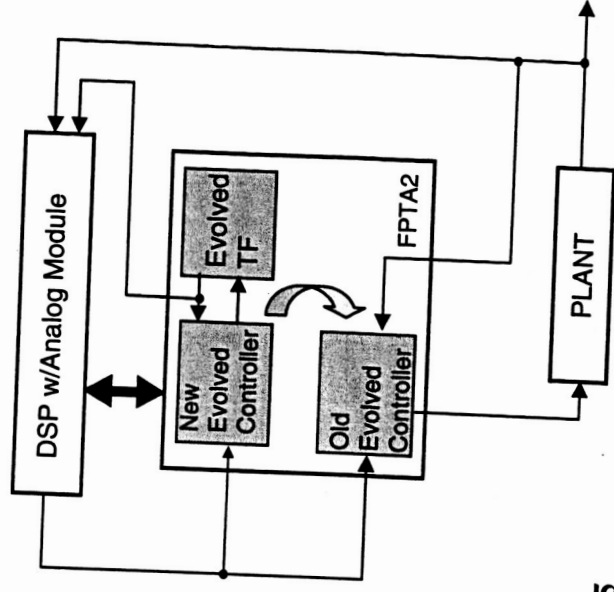 DSP w/Analog Module
New
Evolved
Controller
Evolved
TF
Old
Evolved
Controller
FPTA2
PLANT